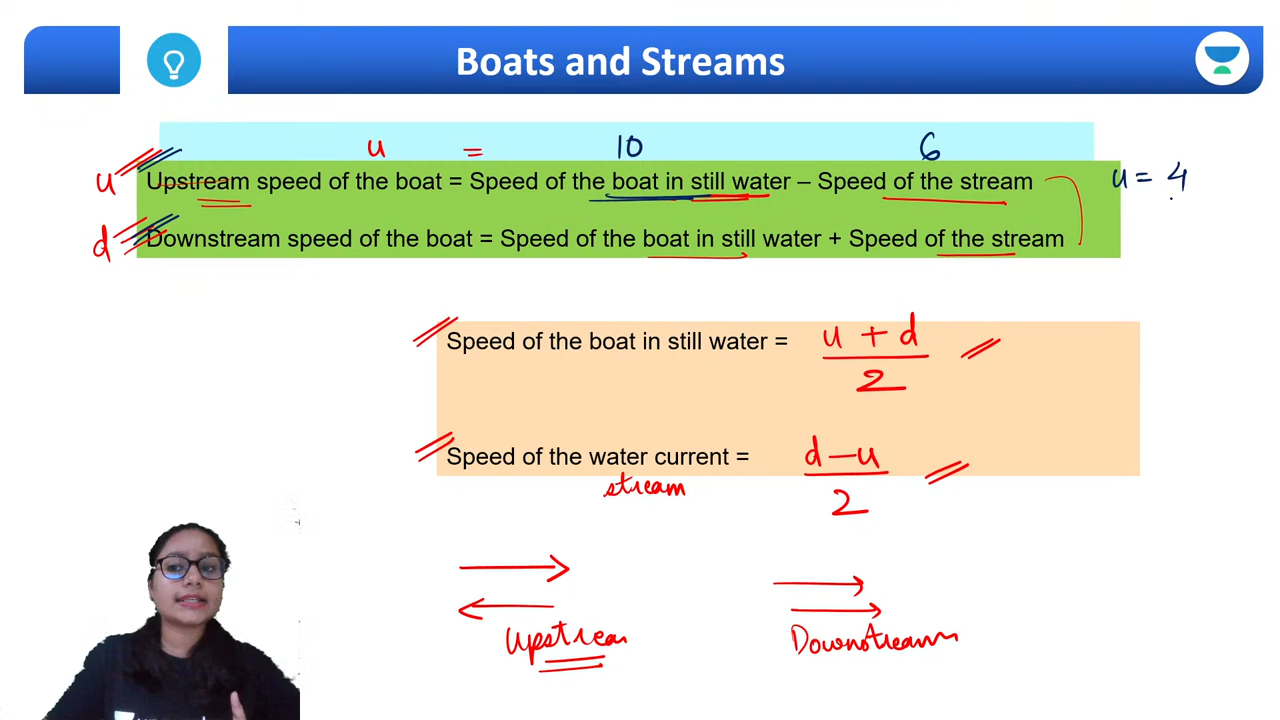 Boats and Streams
u = 10 6
u Upstream speed of the boat = Speed of the boat in still water – Speed of the stream u = 4
d Downstream speed of the boat = Speed of the boat in still water + Speed of the stream
Speed of the boat in still water = u + d
2
Speed of the water current = d – u
stream 2
Upstream Downstream